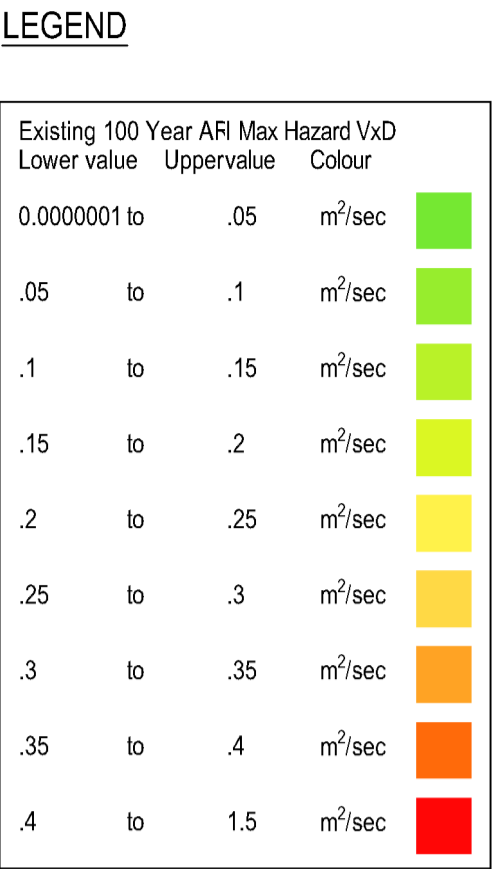 LEGEND
Existing 100 Year ARI Max Hazard VxD
Lower value Uppervalue Colour
0.0000001 to .05 m²/sec
.05 to .1 m²/sec
.1 to .15 m²/sec
.15 to .2 m²/sec
.2 to .25 m²/sec
.25 to .3 m²/sec
.3 to .35 m²/sec
.35 to .4 m²/sec
.4 to 1.5 m²/sec